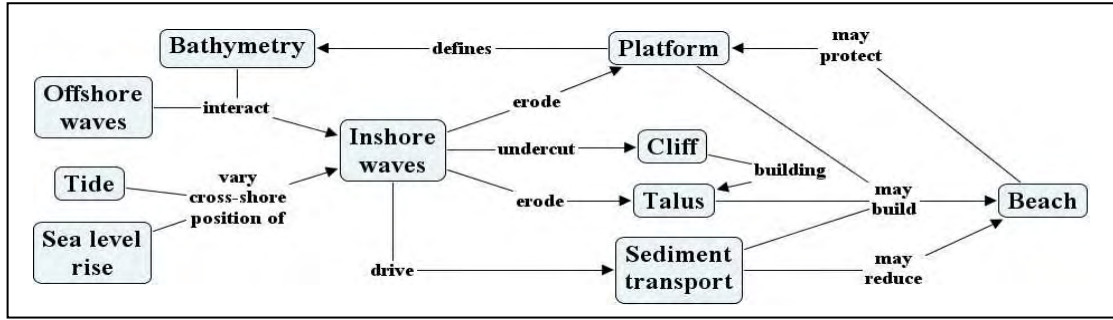 Bathymetry
defines
Platform
may
protect
Offshore
waves
interact
erode
Inshore
waves
undercut
Cliff
building
Tide
vary
cross-shore
position of
erode
Talus
may
build
Beach
Sea level
rise
drive
Sediment
transport
may
reduce